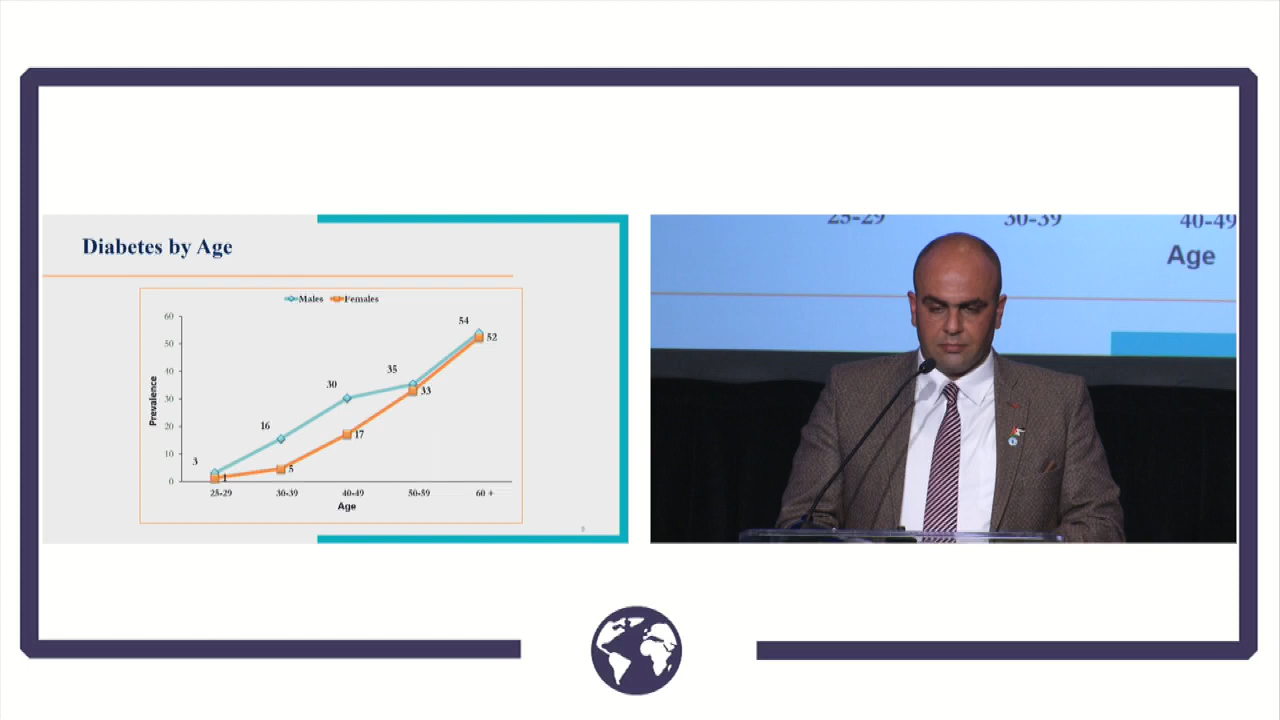 Diabetes by Age
Males Females
60
50
40
30
20
10
0
Prevalence
3
16
30
35
54
1
5
17
33
52
25-29 30-39 40-49 50-59 60 +
Age
25-29 30-39 40-49
Age